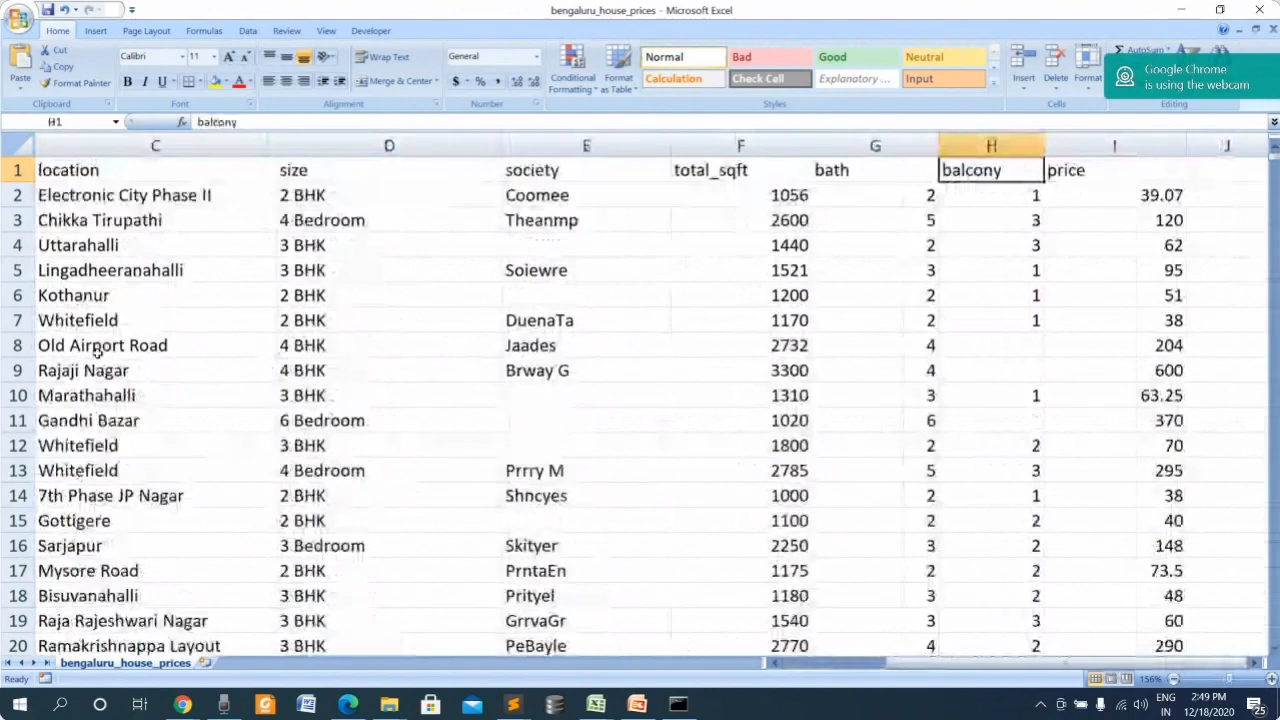 bengaluru_house_prices - Microsoft Excel
Home Insert Page Layout Formulas Data Review View Developer
Cut
Copy
Format Painter
Paste
Clipboard
Calibri 11
Font
Wrap Text
Merge & Center
Alignment
General
Number
Conditional Formatting
Format as Table
Normal Bad Good Neutral
Calculation Check Cell Explanatory ... Input
Styles
Insert Delete Format
Cells
AutoSum
Editing
Google Chrome
is using the webcam
H1 balcony
C D E F G H I J
1 location size society total_sqft bath balcony price
2 Electronic City Phase II 2 BHK Coomee 1056 2 1 39.07
3 Chikka Tirupathi 4 Bedroom Theanmp 2600 5 3 120
4 Uttarahalli 3 BHK 1440 2 3 62
5 Lingadheeranahalli 3 BHK Soiewre 1521 3 1 95
6 Kothanur 2 BHK 1200 2 1 51
7 Whitefield 2 BHK DuenaTa 1170 2 1 38
8 Old Airport Road 4 BHK Jaades 2732 4 204
9 Rajaji Nagar 4 BHK Brway G 3300 4 600
10 Marathahalli 3 BHK 1310 3 1 63.25
11 Gandhi Bazar 6 Bedroom 1020 6 370
12 Whitefield 3 BHK 1800 2 2 70
13 Whitefield 4 Bedroom Prrry M 2785 5 3 295
14 7th Phase JP Nagar 2 BHK Shncyes 1000 2 1 38
15 Gottigere 2 BHK 1100 2 2 40
16 Sarjapur 3 Bedroom Skityer 2250 3 2 148
17 Mysore Road 2 BHK PrntaEn 1175 2 2 73.5
18 Bisuvanahalli 3 BHK Prityel 1180 3 2 48
19 Raja Rajeshwari Nagar 3 BHK GrrvaGr 1540 3 3 60
20 Ramakrishnappa Layout 3 BHK PeBayle 2770 4 2 290
bengaluru_house_prices
Ready 156%
ENG 2:49 PM
IN 12/18/2020 25